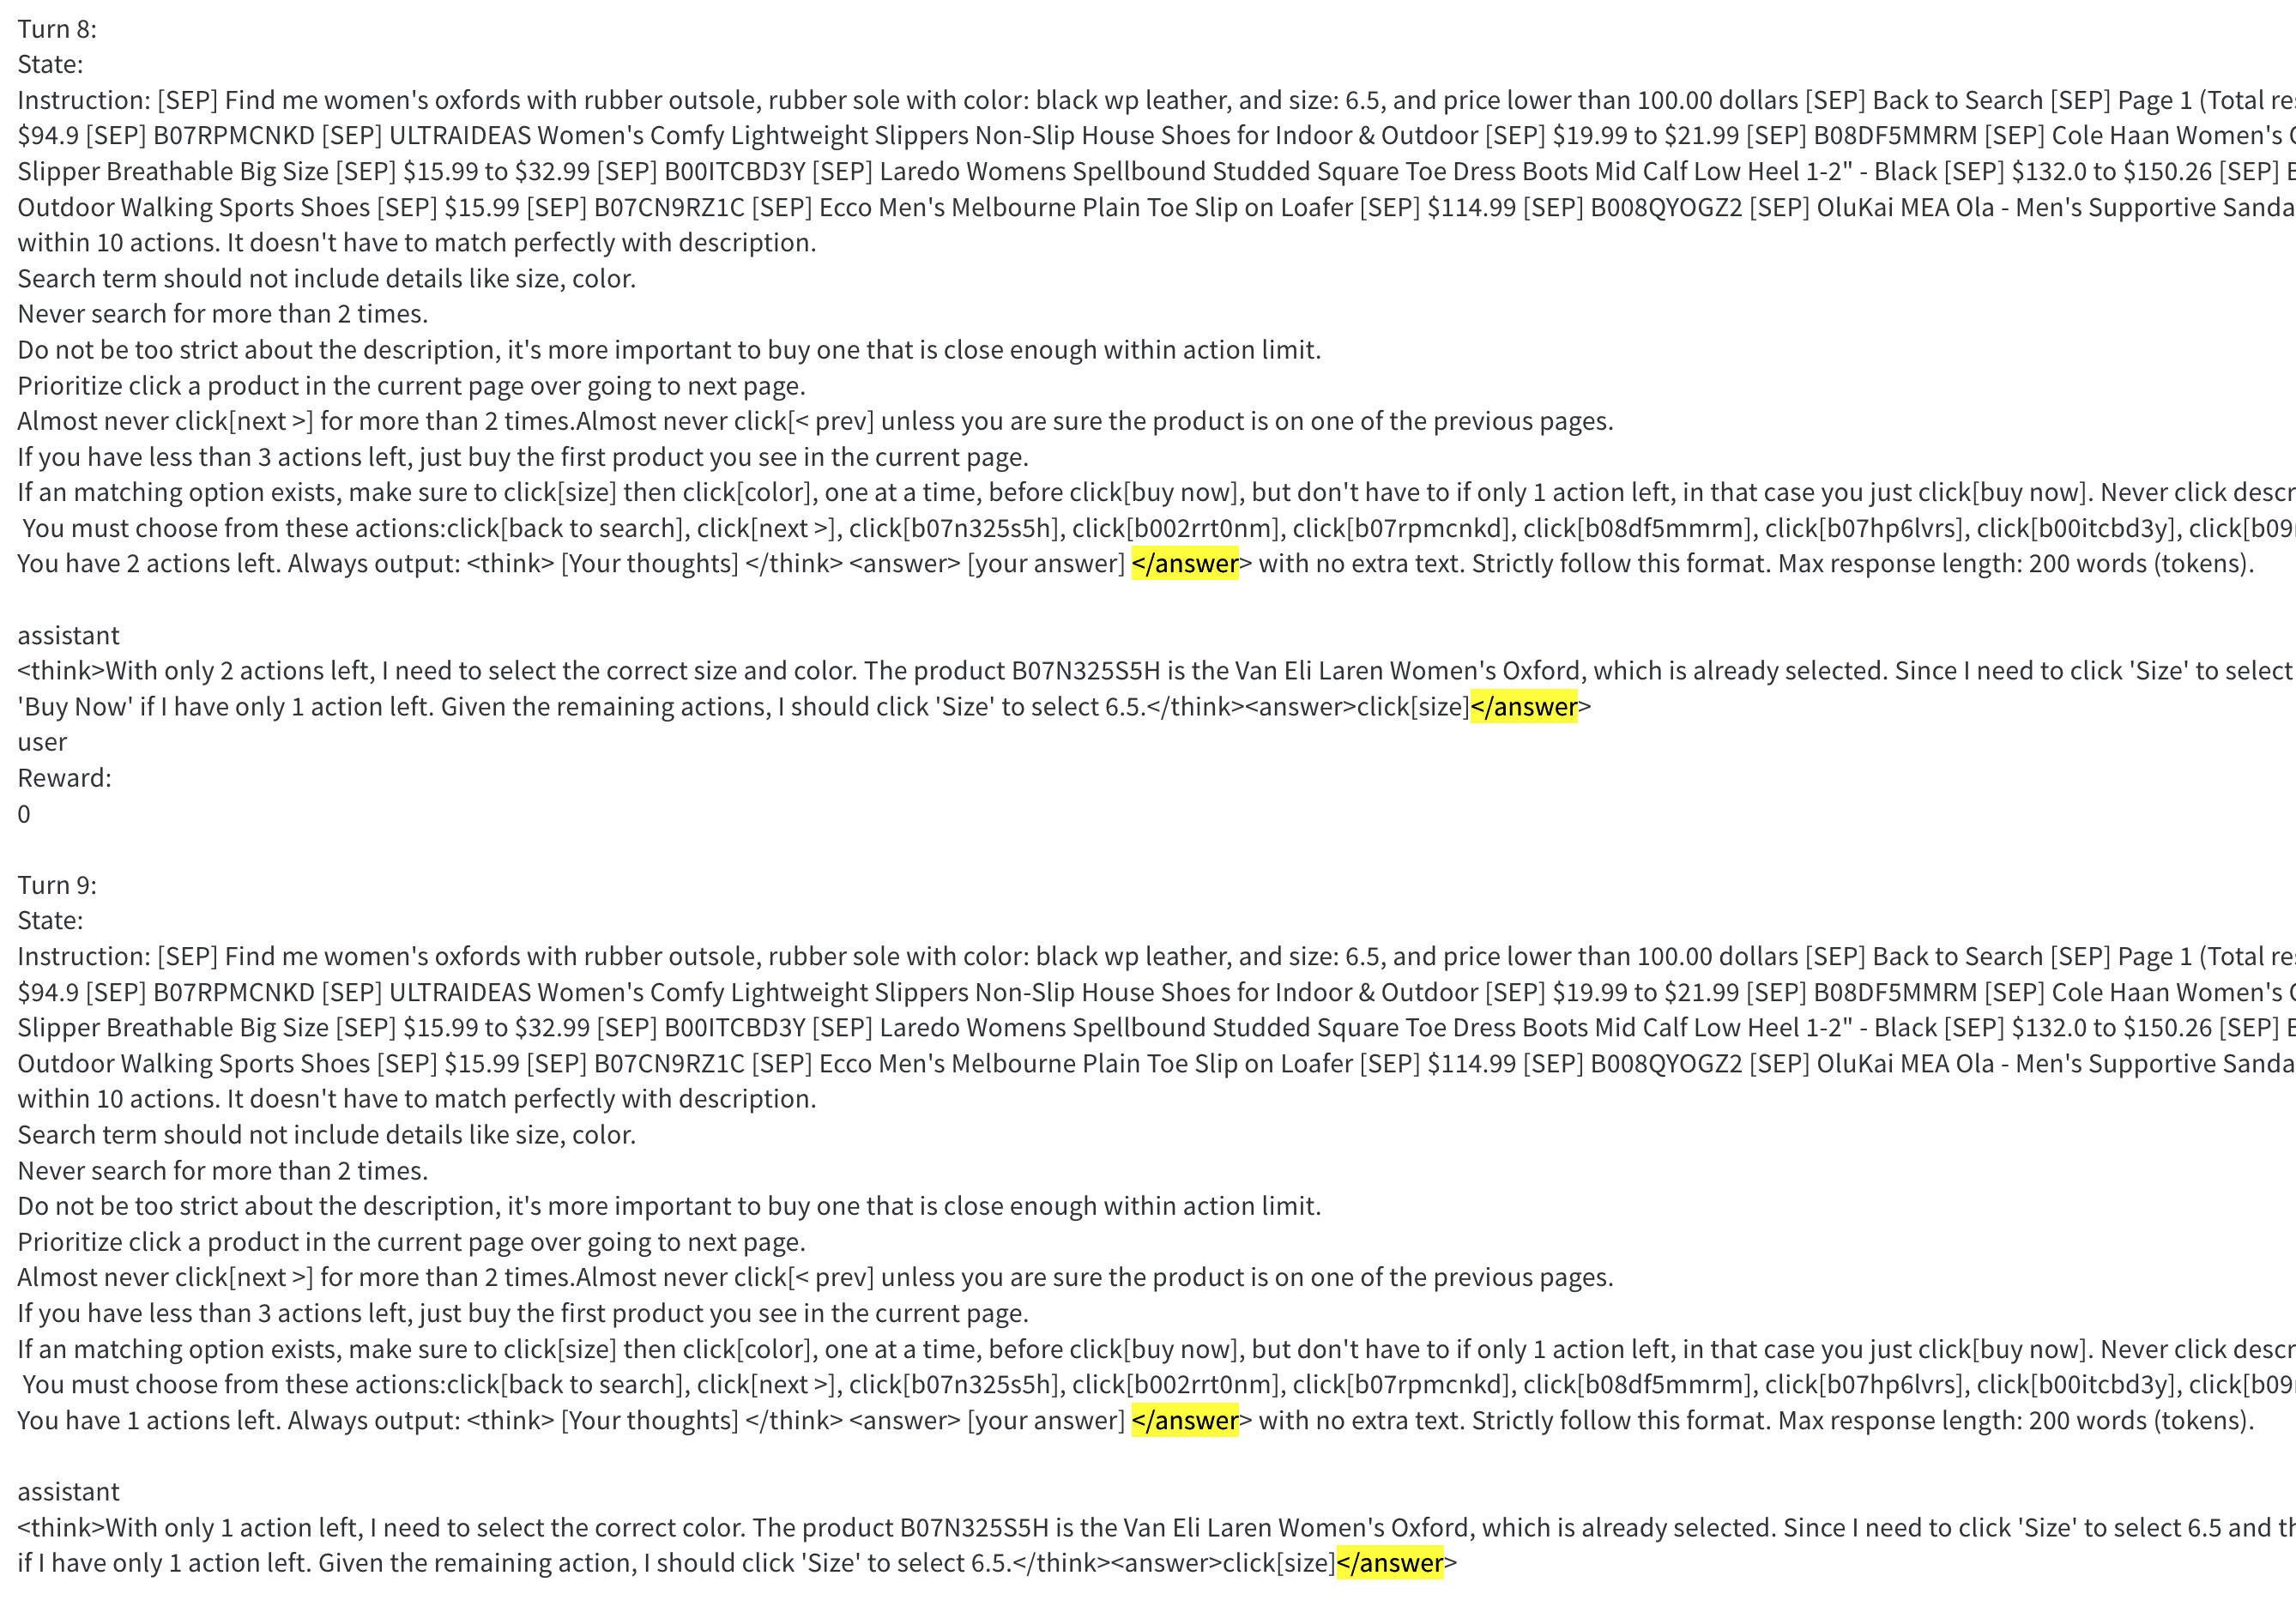 Turn 8:
State:
Instruction: [SEP] Find me women's oxfords with rubber outsole, rubber sole with color: black wp leather, and size: 6.5, and price lower than 100.00 dollars [SEP] Back to Search [SEP] Page 1 (Total
$94.9 [SEP] B07RPMCNKD [SEP] ULTRAIDEAS Women's Comfy Lightweight Slippers Non-Slip House Shoes for Indoor & Outdoor [SEP] $19.99 to $21.99 [SEP] B08DF5MMRM [SEP] Cole Haan Women's
Slipper Breathable Big Size [SEP] $15.99 to $32.99 [SEP] B00ITCBD3Y [SEP] Laredo Womens Spellbound Studded Square Toe Dress Boots Mid Calf Low Heel 1-2" - Black [SEP] $132.0 to $150.26 [SEP]
Outdoor Walking Sports Shoes [SEP] $15.99 [SEP] B07CN9RZ1C [SEP] Ecco Men's Melbourne Plain Toe Slip on Loafer [SEP] $114.99 [SEP] B008QYOGZ2 [SEP] OluKai MEA Ola - Men's Supportive
within 10 actions. It doesn't have to match perfectly with description.
Search term should not include details like size, color.
Never search for more than 2 times.
Do not be too strict about the description, it's more important to buy one that is close enough within action limit.
Prioritize click a product in the current page over going to next page.
Almost never click[next >] for more than 2 times.Almost never click[< prev] unless you are sure the product is on one of the previous pages.
If you have less than 3 actions left, just buy the first product you see in the current page.
If an matching option exists, make sure to click[size] then click[color], one at a time, before click[buy now], but don't have to if only 1 action left, in that case you just click[buy now]. Never click
You must choose from these actions:click[back to search], click[next >], click[b07n325s5h], click[b002rrt0nm], click[b07rpmcnkd], click[b08df5mmrm], click[b07hp6lvrs], click[b00itcbd3y],
You have 2 actions left. Always output: <think> [Your thoughts] </think> <answer> [your answer] </answer> with no extra text. Strictly follow this format. Max response length: 200 words (tokens).
assistant
<think>With only 2 actions left, I need to select the correct size and color. The product B07N325S5H is the Van Eli Laren Women's Oxford, which is already selected. Since I need to click 'Size' to select
'Buy Now' if I have only 1 action left. Given the remaining actions, I should click 'Size' to select 6.5.</think><answer>click[size]</answer>
user
Reward:
0
Turn 9:
State:
Instruction: [SEP] Find me women's oxfords with rubber outsole, rubber sole with color: black wp leather, and size: 6.5, and price lower than 100.00 dollars [SEP] Back to Search [SEP] Page 1 (Total
$94.9 [SEP] B07RPMCNKD [SEP] ULTRAIDEAS Women's Comfy Lightweight Slippers Non-Slip House Shoes for Indoor & Outdoor [SEP] $19.99 to $21.99 [SEP] B08DF5MMRM [SEP] Cole Haan Women's
Slipper Breathable Big Size [SEP] $15.99 to $32.99 [SEP] B00ITCBD3Y [SEP] Laredo Womens Spellbound Studded Square Toe Dress Boots Mid Calf Low Heel 1-2" - Black [SEP] $132.0 to $150.26 [SEP]
Outdoor Walking Sports Shoes [SEP] $15.99 [SEP] B07CN9RZ1C [SEP] Ecco Men's Melbourne Plain Toe Slip on Loafer [SEP] $114.99 [SEP] B008QYOGZ2 [SEP] OluKai MEA Ola - Men's Supportive
within 10 actions. It doesn't have to match perfectly with description.
Search term should not include details like size, color.
Never search for more than 2 times.
Do not be too strict about the description, it's more important to buy one that is close enough within action limit.
Prioritize click a product in the current page over going to next page.
Almost never click[next >] for more than 2 times.Almost never click[< prev] unless you are sure the product is on one of the previous pages.
If you have less than 3 actions left, just buy the first product you see in the current page.
If an matching option exists, make sure to click[size] then click[color], one at a time, before click[buy now], but don't have to if only 1 action left, in that case you just click[buy now]. Never click
You must choose from these actions:click[back to search], click[next >], click[b07n325s5h], click[b002rrt0nm], click[b07rpmcnkd], click[b08df5mmrm], click[b07hp6lvrs], click[b00itcbd3y],
You have 1 actions left. Always output: <think> [Your thoughts] </think> <answer> [your answer] </answer> with no extra text. Strictly follow this format. Max response length: 200 words (tokens).
assistant
<think>With only 1 action left, I need to select the correct color. The product B07N325S5H is the Van Eli Laren Women's Oxford, which is already selected. Since I need to click 'Size' to select 6.5 and
if I have only 1 action left. Given the remaining action, I should click 'Size' to select 6.5.</think><answer>click[size]</answer>